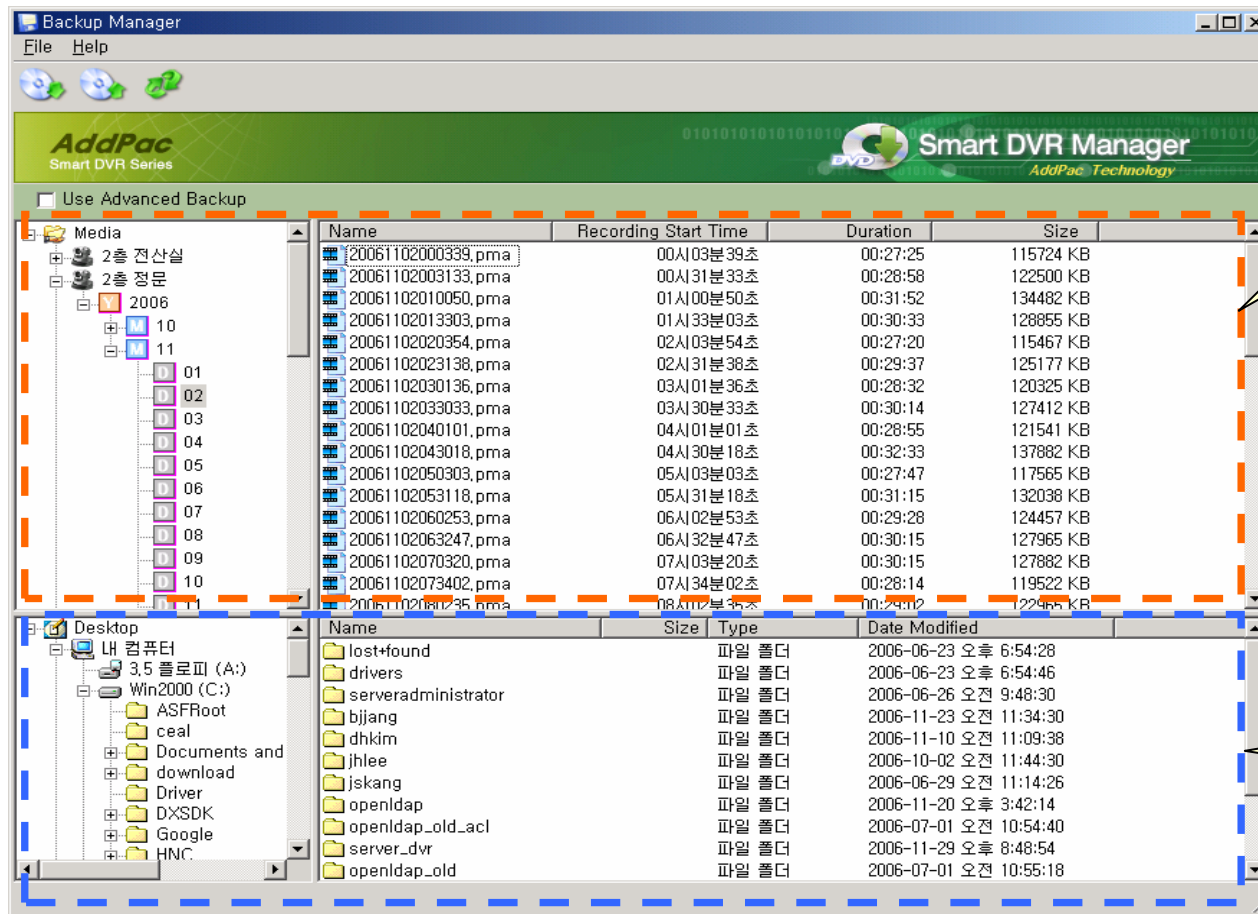 Backup Manager
File Help
AddPac
Smart DVR Series
DVD
Smart DVR Manager
AddPac Technology
Use Advanced Backup
Media
2층 전산실
2층 정문
Y 2006
M 10
M 11
D 01
D 02
D 03
D 04
D 05
D 06
D 07
D 08
D 09
D 10
D 11
Name Recording Start Time Duration Size
20061102000339.pma 00시03분39초 00:27:25 115724 KB
20061102003133.pma 00시31분33초 00:28:58 122500 KB
20061102010050.pma 01시00분50초 00:31:52 134482 KB
20061102013303.pma 01시33분03초 00:30:33 128855 KB
20061102020354.pma 02시03분54초 00:27:20 115467 KB
20061102023138.pma 02시31분38초 00:29:37 125177 KB
20061102030136.pma 03시01분36초 00:28:32 120325 KB
20061102033033.pma 03시30분33초 00:30:14 127412 KB
20061102040101.pma 04시01분01초 00:28:55 121541 KB
20061102043018.pma 04시30분18초 00:32:33 137882 KB
20061102050303.pma 05시03분03초 00:27:47 117565 KB
20061102053118.pma 05시31분18초 00:31:15 132038 KB
20061102060253.pma 06시02분53초 00:29:28 124457 KB
20061102063247.pma 06시32분47초 00:30:15 127965 KB
20061102070320.pma 07시03분20초 00:30:15 127882 KB
20061102073402.pma 07시34분02초 00:28:14 119522 KB
20061102080235.pma 08시02분35초 00:29:02 122965 KB
Desktop
내 컴퓨터
3.5 플로피 (A:)
Win2000 (C:)
ASFRoot
ceal
Documents and
download
Driver
DXSDK
Google
HNC
Name Size Type Date Modified
lost+found 파일 폴더 2006-06-23 오후 6:54:28
drivers 파일 폴더 2006-06-23 오후 6:54:46
serveradministrator 파일 폴더 2006-06-26 오전 9:48:30
bjjang 파일 폴더 2006-11-23 오전 11:34:30
dhkim 파일 폴더 2006-11-10 오전 11:09:38
jhlee 파일 폴더 2006-10-02 오전 11:44:30
jskang 파일 폴더 2006-06-29 오전 11:14:26
openldap 파일 폴더 2006-11-20 오후 3:42:14
openldap_old_acl 파일 폴더 2006-07-01 오전 10:54:40
server_dvr 파일 폴더 2006-11-29 오후 8:48:54
openldap_old 파일 폴더 2006-07-01 오전 10:55:18